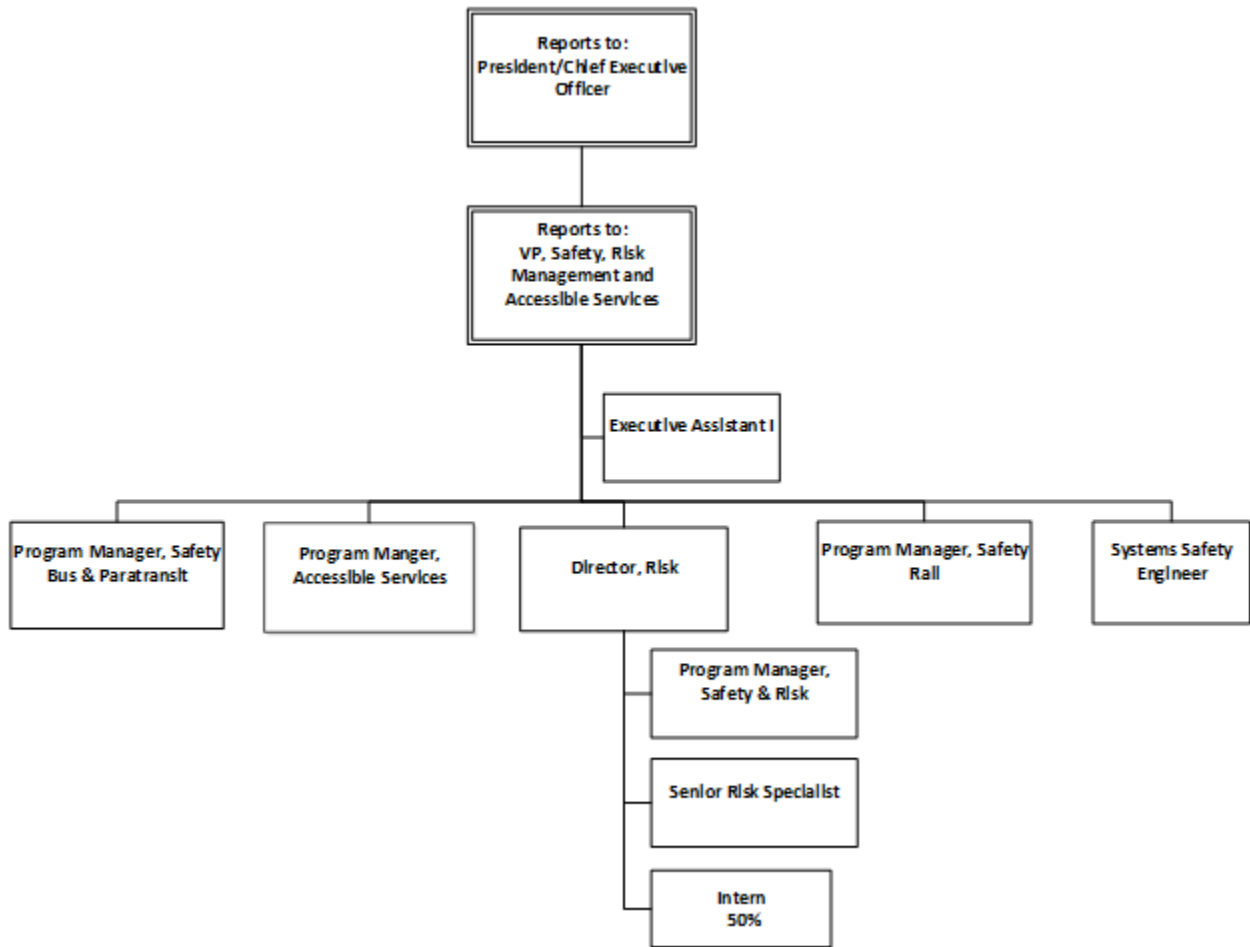 Reports to:
President/Chief Executive
Officer
Reports to:
VP, Safety, Risk
Management and
Accessible Services
Executive Assistant I
Program Manager, Safety
Bus & Paratransit
Program Manger,
Accessible Services
Director, Risk
Program Manager, Safety
Rail
Systems Safety
Engineer
Program Manager,
Safety & Risk
Senior Risk Specialist
Intern
50%